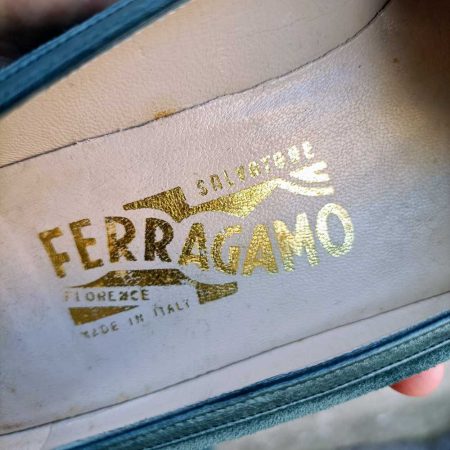 SALVATORE
FERRAGAMO
FLORENCE
MADE IN ITALY